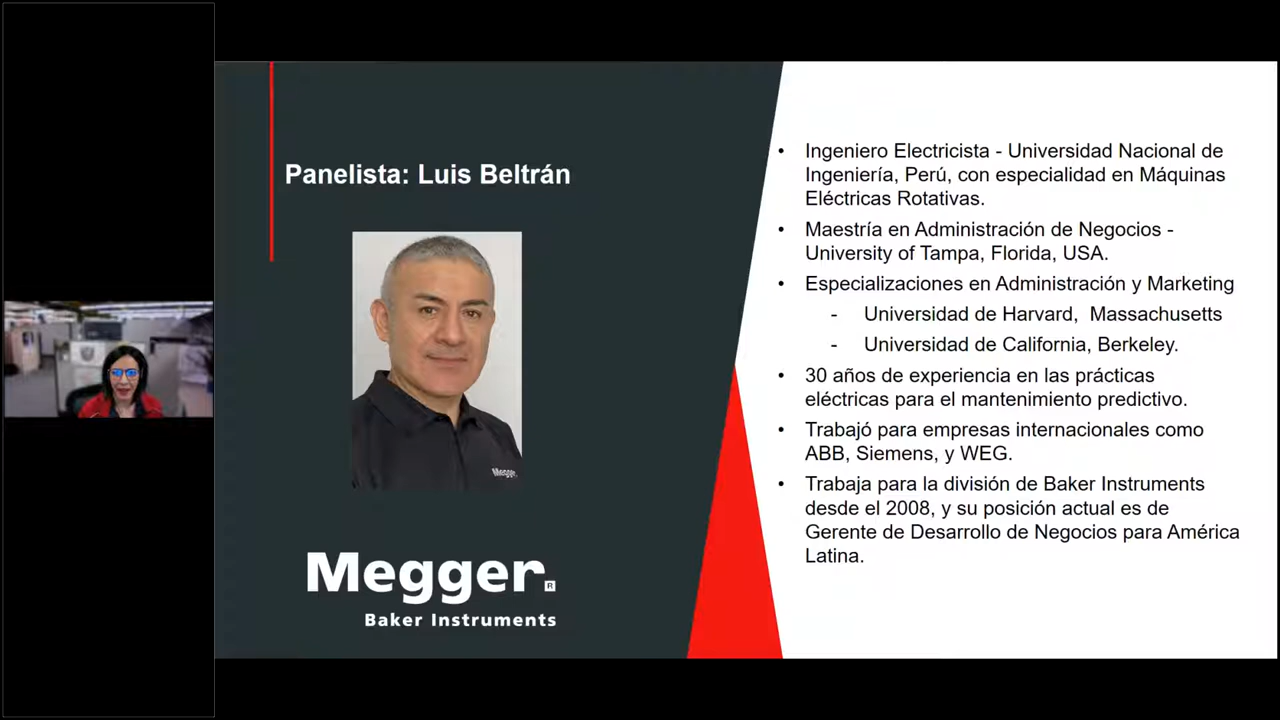 Panelista: Luis Beltrán
Megger.
Megger.
R
Baker Instruments
• Ingeniero Electricista - Universidad Nacional de
Ingeniería, Perú, con especialidad en Máquinas
Eléctricas Rotativas.
• Maestría en Administración de Negocios -
University of Tampa, Florida, USA.
• Especializaciones en Administración y Marketing
- Universidad de Harvard, Massachusetts
- Universidad de California, Berkeley.
• 30 años de experiencia en las prácticas
eléctricas para el mantenimiento predictivo.
• Trabajó para empresas internacionales como
ABB, Siemens, y WEG.
• Trabaja para la división de Baker Instruments
desde el 2008, y su posición actual es de
Gerente de Desarrollo de Negocios para América
Latina.